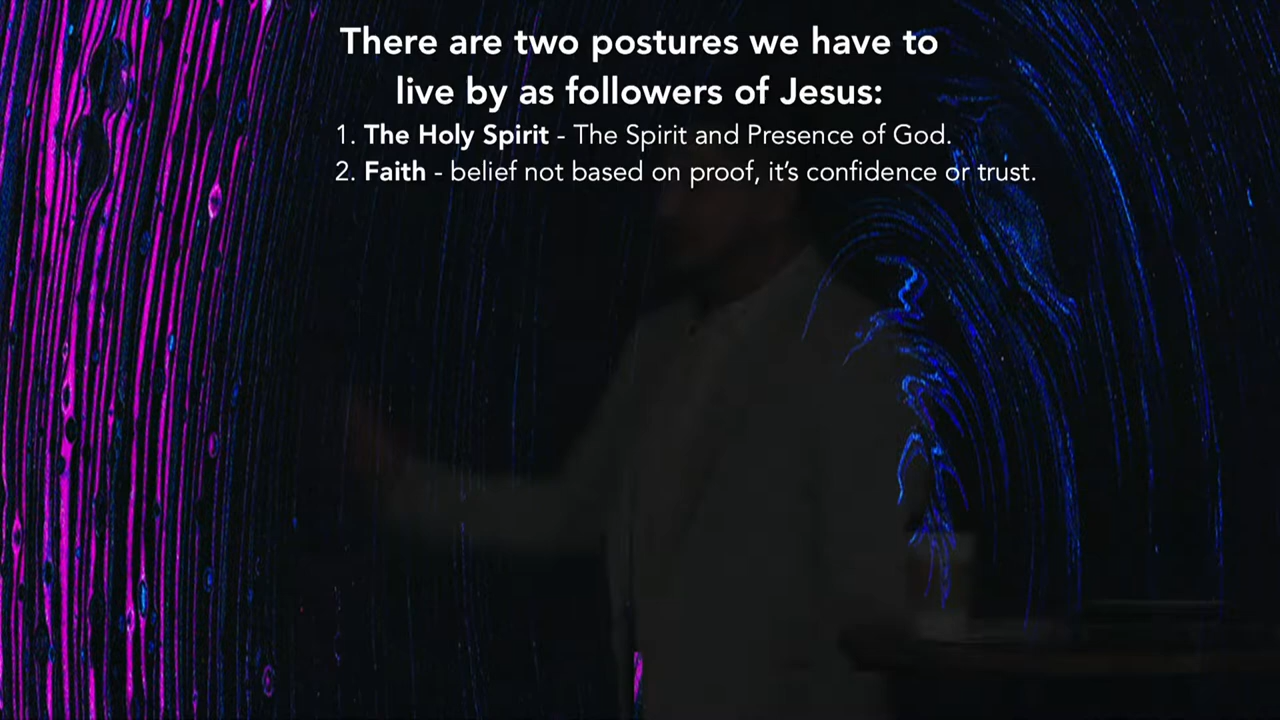 There are two postures we have to
live by as followers of Jesus:
1. The Holy Spirit - The Spirit and Presence of God.
2. Faith - belief not based on proof, it’s confidence or trust.